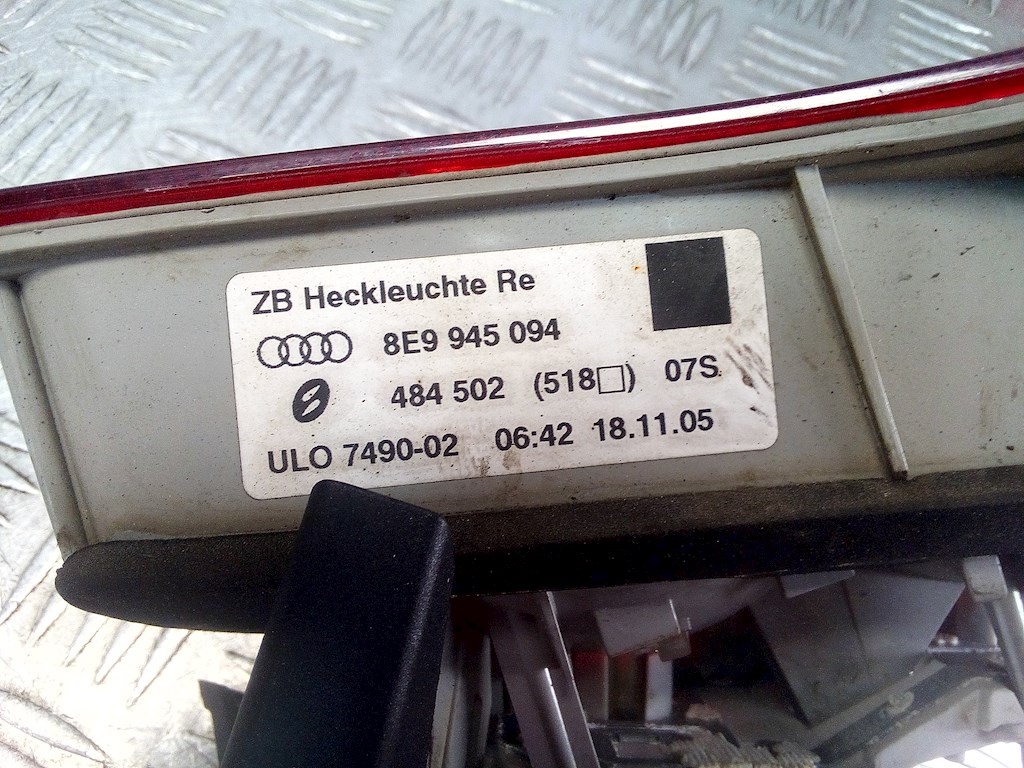 ZB Heckleuchte Re
8E9 945 094
484 502 (518□) 07S
ULO 7490-02 06:42 18.11.05